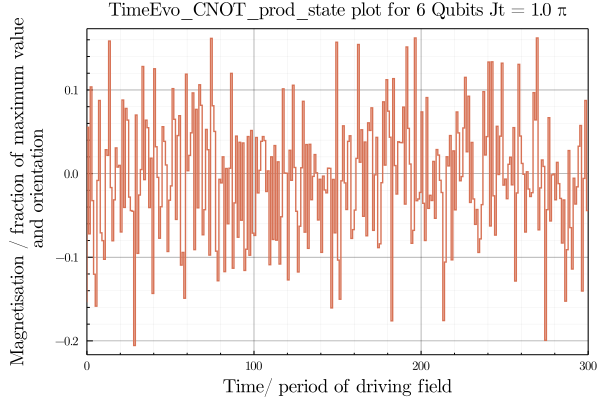 TimeEvo_CNOT_prod_state plot for 6 Qubits Jt = 1.0 π
Magnetisation / fraction of maximum value
and orientation
0.1
0.0
−0.1
−0.2
0
100
200
300
Time/ period of driving field